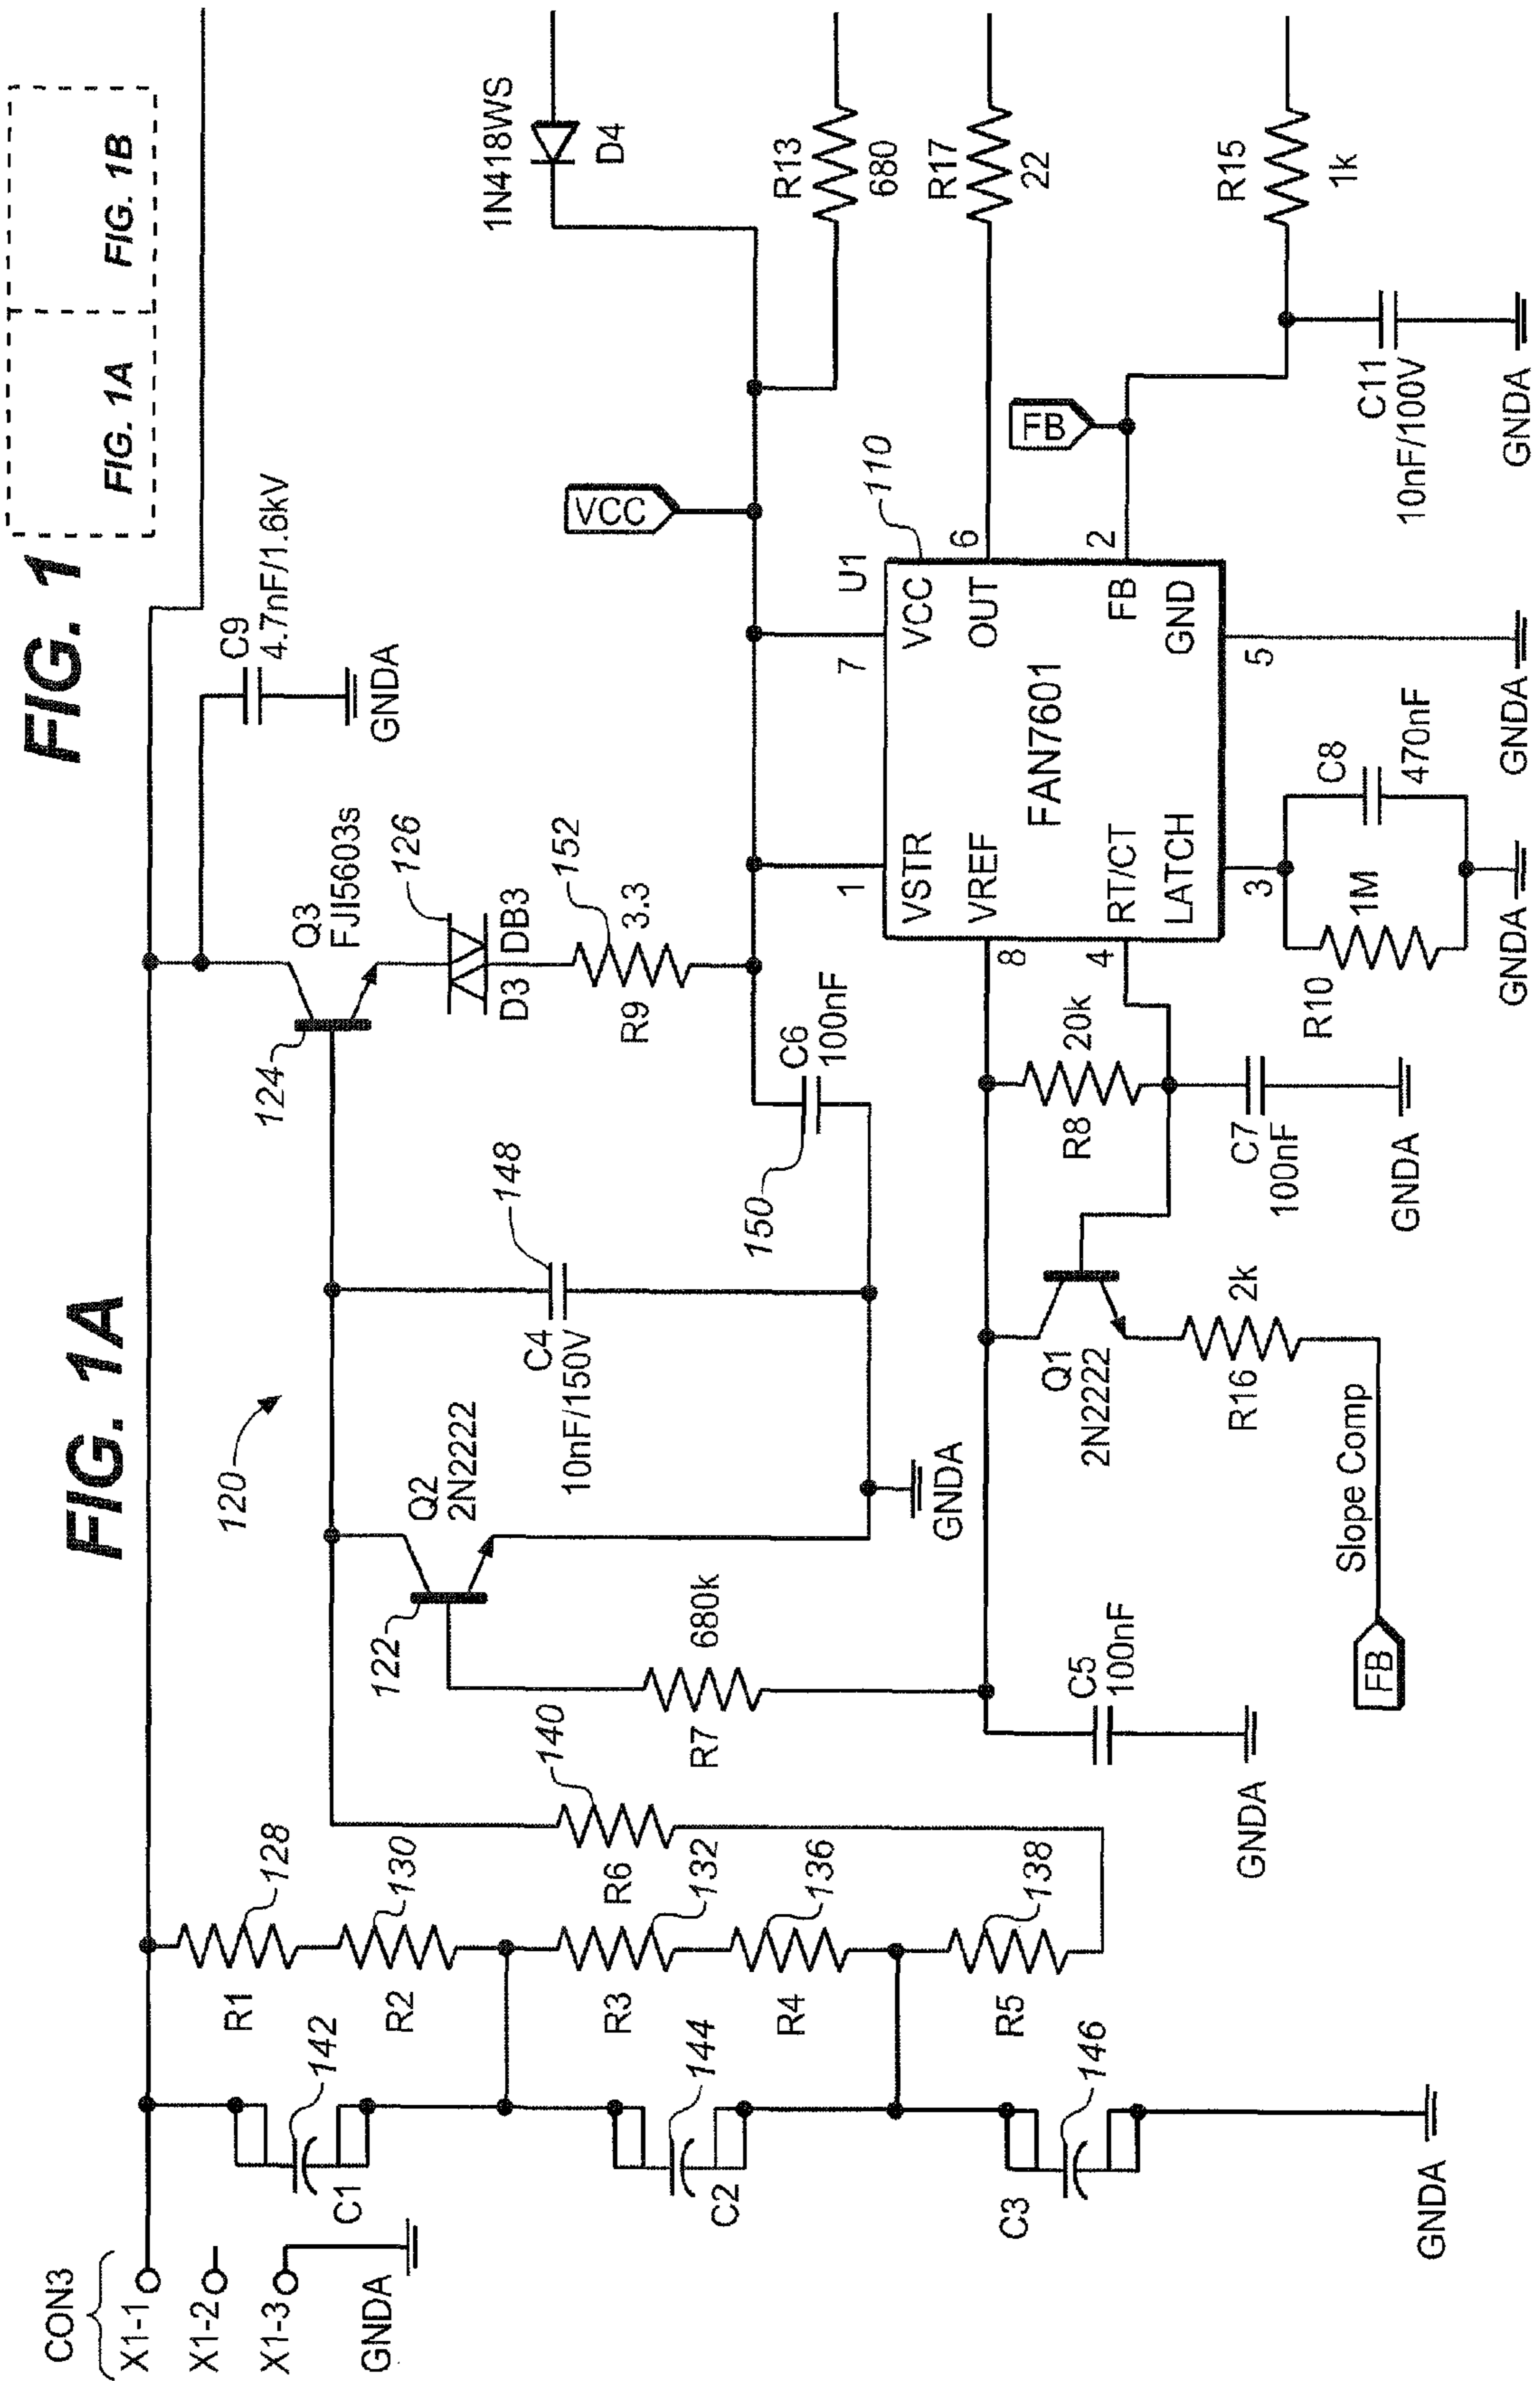 FIG. 1
FIG. 1A
FIG. 1B
FIG. 1A
CON3
X1-1
X1-2
X1-3
GNDA
C1
142
C2
144
C3
146
GNDA
R1
128
R2
130
R3
132
R4
136
R5
138
R6
140
120
122
Q2
2N2222
R7
680k
C4
10nF/150V
148
GNDA
124
Q3
FJI5603s
126
D3
DB3
152
R9
3.3
150
C6
100nF
C9
4.7nF/1.6kV
GNDA
VCC
1N418WS
D4
R13
680
R17
22
R15
1k
FB
C11
10nF/100V
GNDA
U1
110
1
7
VSTR
VCC
8
VREF
OUT
6
FAN7601
4
RT/CT
FB
2
LATCH
GND
3
5
R8
20k
C7
100nF
GNDA
Q1
2N2222
R16
2k
Slope Comp
FB
C5
100nF
GNDA
R10
1M
C8
470nF
GNDA
GNDA